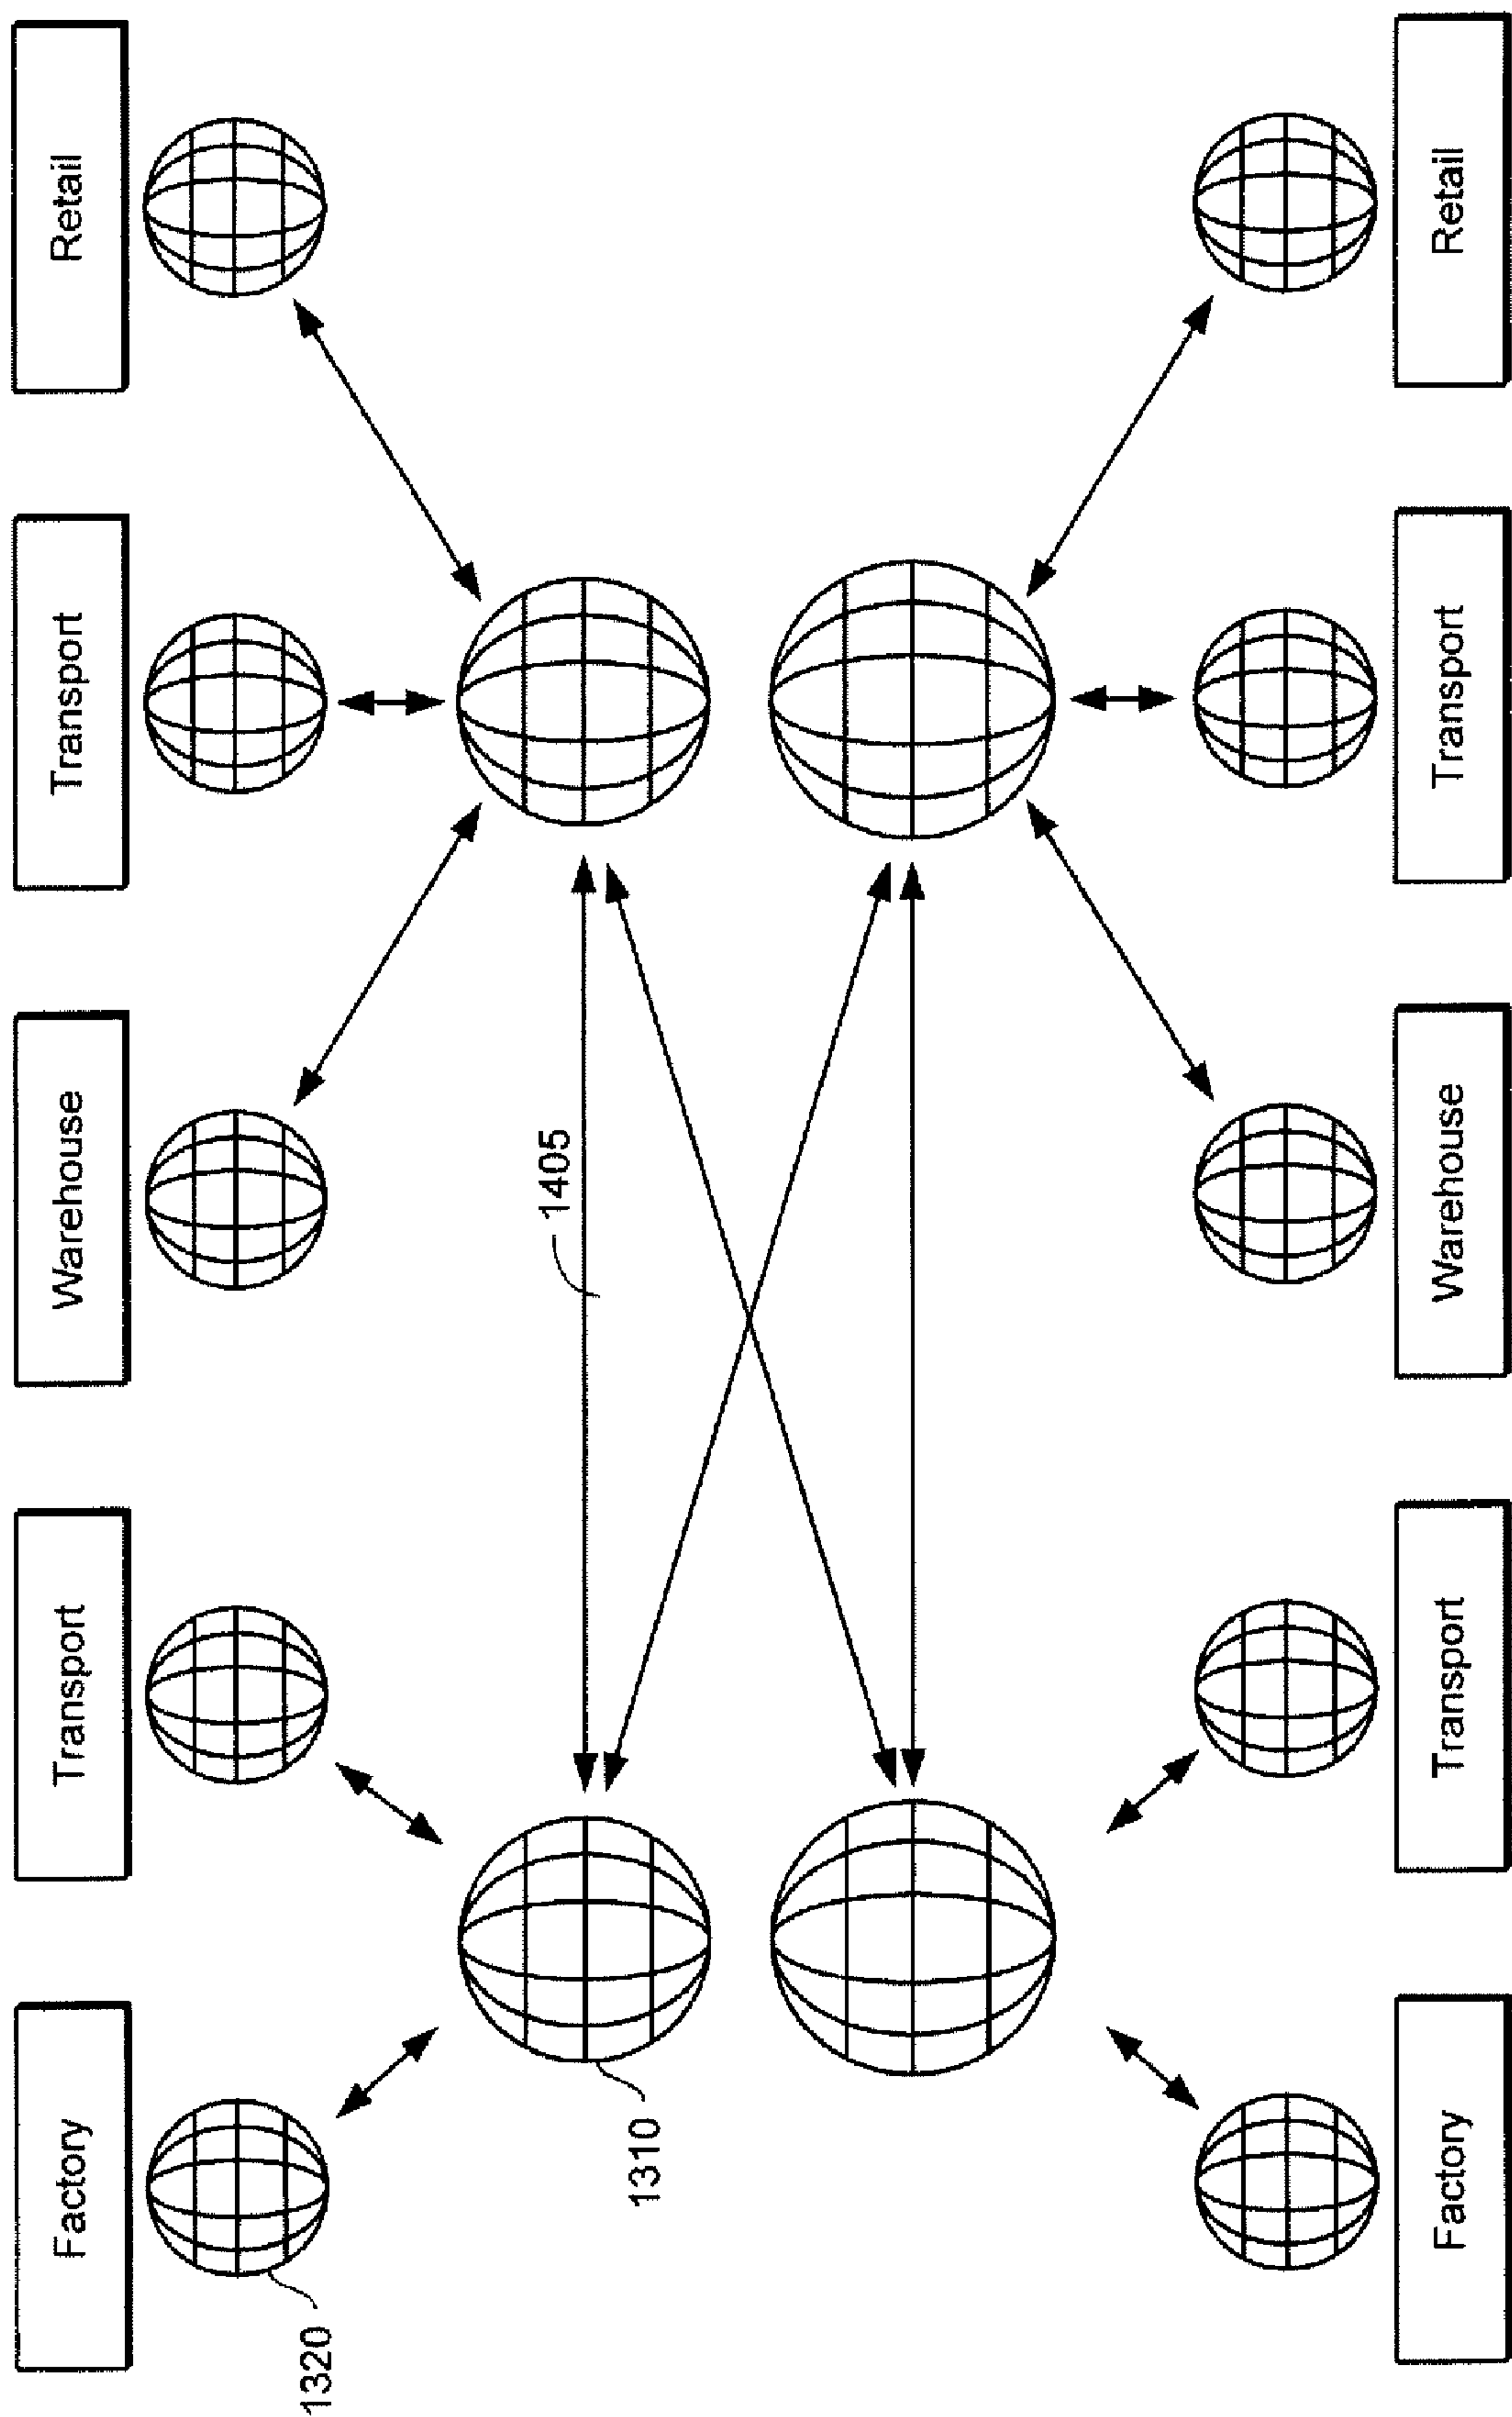 Factory
Transport
Warehouse
Transport
Retail
1320
1310
1405
Factory
Transport
Warehouse
Transport
Retail